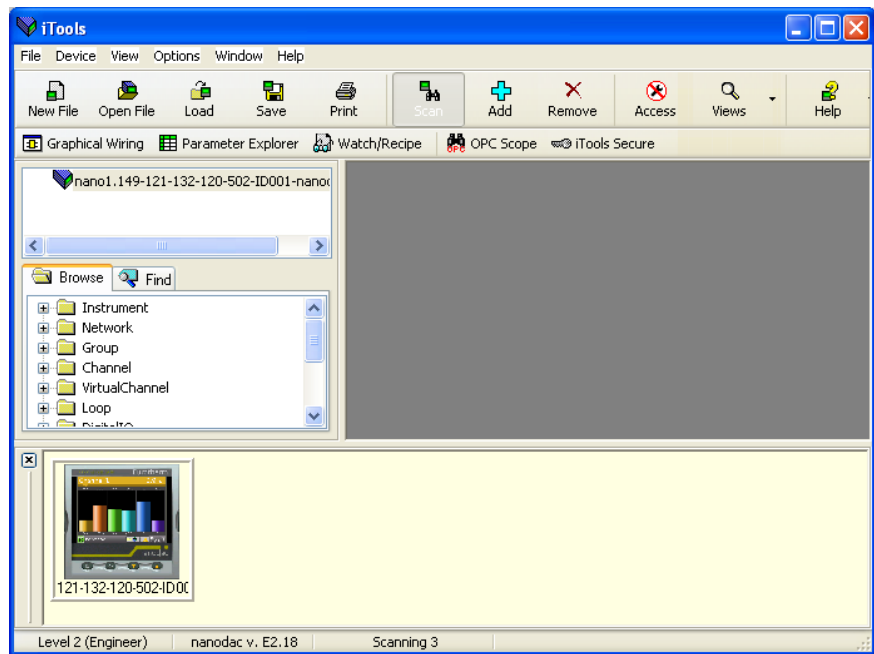 iTools
File Device View Options Window Help
New File Open File Load Save Print Scan Add Remove Access Views Help
Graphical Wiring Parameter Explorer Watch/Recipe OPC OPC Scope iTools Secure
nano1.149-121-132-120-502-ID001-nanod
Browse Find
Instrument
Network
Group
Channel
VirtualChannel
Loop
DigitalIO
121-132-120-502-ID00
Level 2 (Engineer) nanodac v. E2.18 Scanning 3